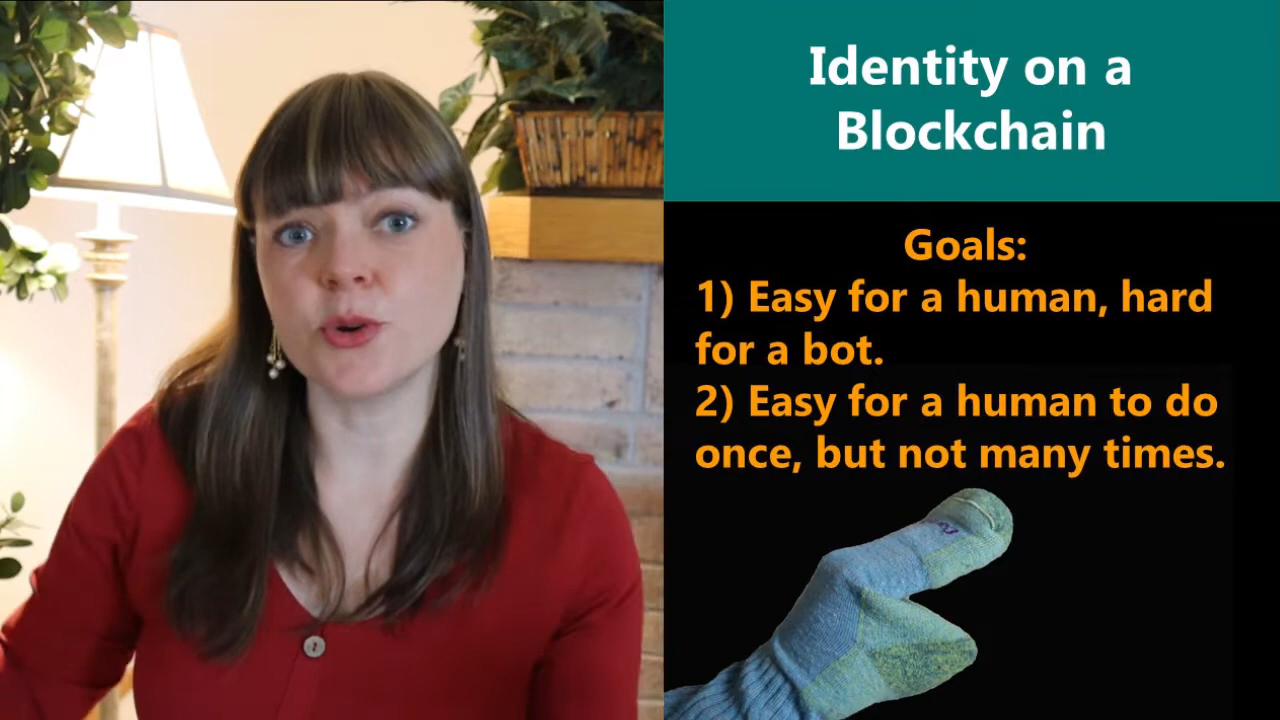 Identity on a
Blockchain
Goals:
1) Easy for a human, hard
for a bot.
2) Easy for a human to do
once, but not many times.